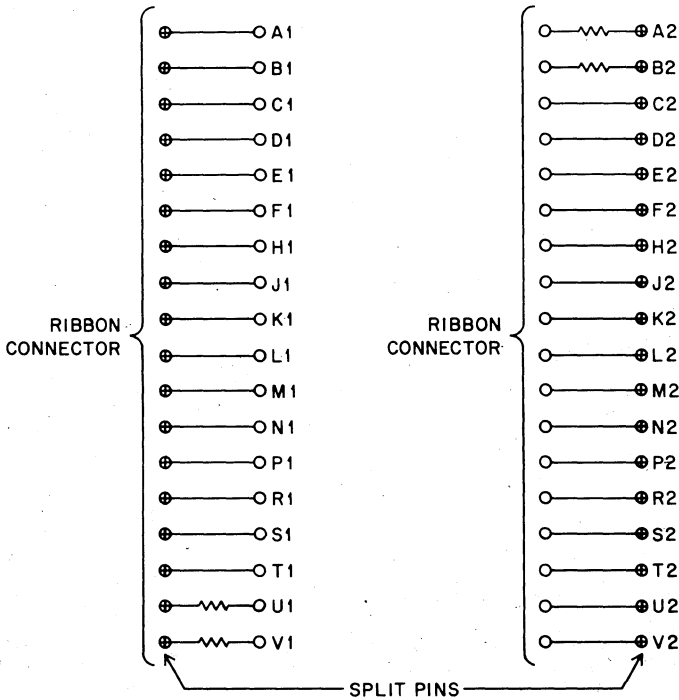 A1
B1
C1
D1
E1
F1
H1
J1
K1
L1
M1
N1
P1
R1
S1
T1
U1
V1
RIBBON
CONNECTOR
A2
B2
C2
D2
E2
F2
H2
J2
K2
L2
M2
N2
P2
R2
S2
T2
U2
V2
RIBBON
CONNECTOR
SPLIT PINS